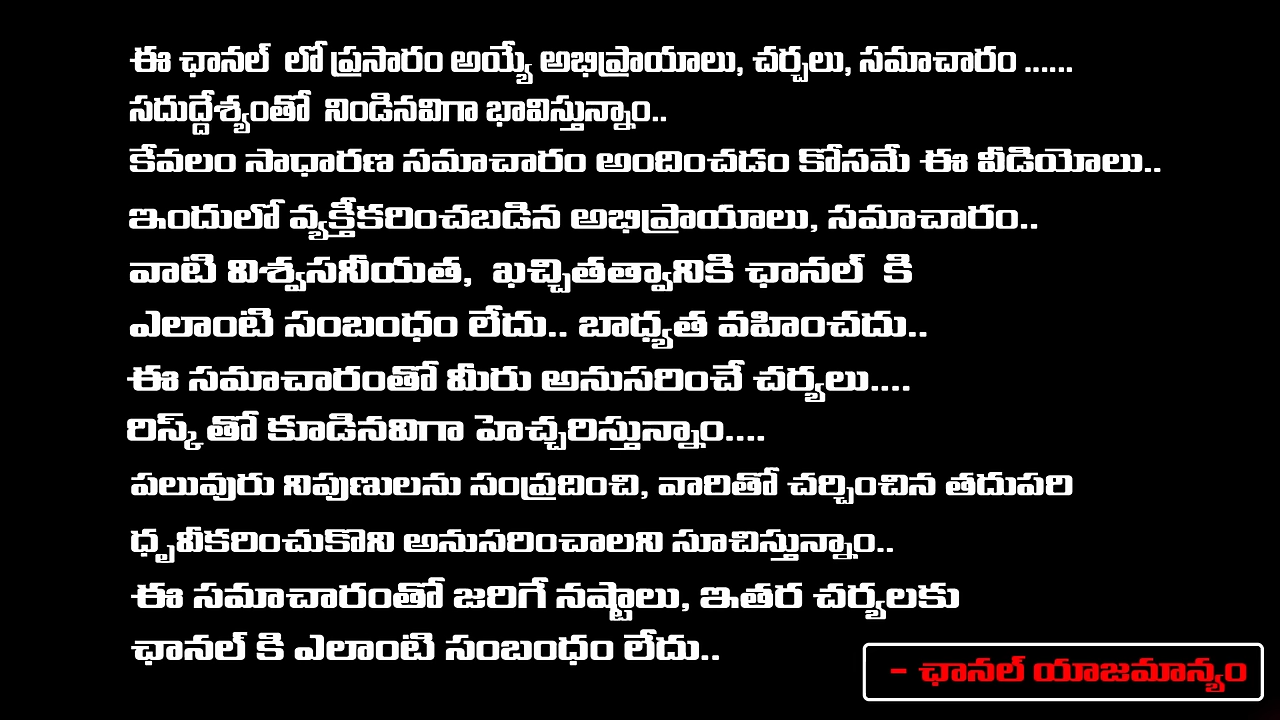 ఈ ఛానల్ లో ప్రసారం అయ్యే అభిప్రాయాలు, చర్చలు, సమాచారం ......
సదుద్దేశ్యంతో నిండినవిగా భావిస్తున్నాం..
కేవలం సాధారణ సమాచారం అందించడం కోసమే ఈ వీడియోలు..
ఇందులో వ్యక్తీకరించబడిన అభిప్రాయాలు, సమాచారం..
వాటి విశ్వసనీయత, ఖచ్చితత్వానికి ఛానల్ కి
ఎలాంటి సంబంధం లేదు.. బాధ్యత వహించదు..
ఈ సమాచారంతో మీరు అనుసరించే చర్యలు....
రిస్క్ తో కూడినవిగా హెచ్చరిస్తున్నాం....
పలువురు నిపుణులను సంప్రదించి, వారితో చర్చించిన తదుపరి
ధృవీకరించుకొని అనుసరించాలని సూచిస్తున్నాం..
ఈ సమాచారంతో జరిగే నష్టాలు, ఇతర చర్యలకు
ఛానల్ కి ఎలాంటి సంబంధం లేదు..
- ఛానల్ యాజమాన్యం